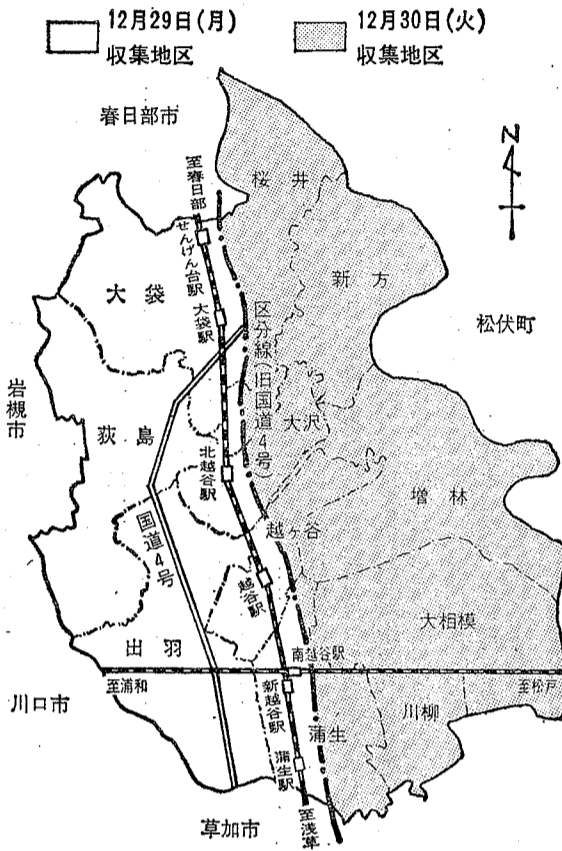 12月29日(月)
収集地区
12月30日(火)
収集地区
春日部市
N
至春日部
桜井
せんげん台駅
新方
大袋
大袋駅
松伏町
区分線(旧国道4号)
岩槻市
荻島
大沢
北越谷駅
増林
国道4号
越ヶ谷
越谷駅
大相模
出羽
南越谷駅
至浦和
至松戸
川口市
新越谷駅
川柳
蒲生
蒲生駅
草加市
至浅草